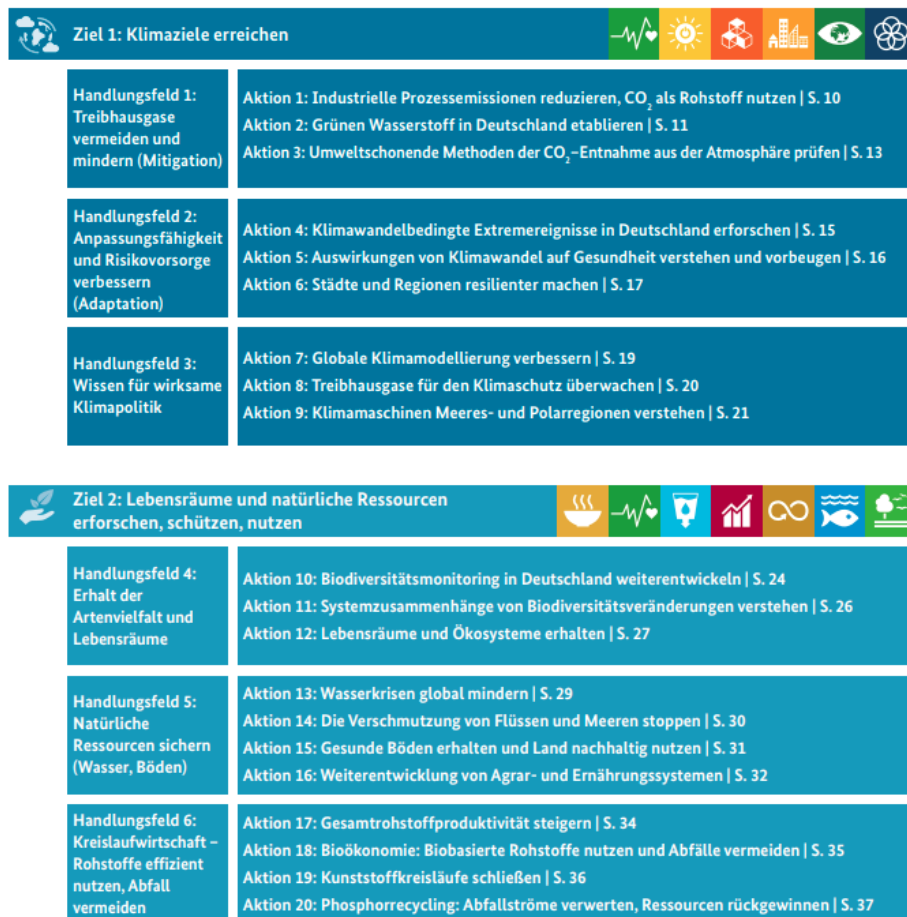 Ziel 1: Klimaziele erreichen
Handlungsfeld 1:
Treibhausgase
vermeiden und
mindern (Mitigation)
Aktion 1: Industrielle Prozessemissionen reduzieren, CO₂ als Rohstoff nutzen | S. 10
Aktion 2: Grünen Wasserstoff in Deutschland etablieren | S. 11
Aktion 3: Umweltschonende Methoden der CO₂–Entnahme aus der Atmosphäre prüfen | S. 13
Handlungsfeld 2:
Anpassungsfähigkeit
und Risikovorsorge
verbessern
(Adaptation)
Aktion 4: Klimawandelbedingte Extremereignisse in Deutschland erforschen | S. 15
Aktion 5: Auswirkungen von Klimawandel auf Gesundheit verstehen und vorbeugen | S. 16
Aktion 6: Städte und Regionen resilienter machen | S. 17
Handlungsfeld 3:
Wissen für wirksame
Klimapolitik
Aktion 7: Globale Klimamodellierung verbessern | S. 19
Aktion 8: Treibhausgase für den Klimaschutz überwachen | S. 20
Aktion 9: Klimamaschinen Meeres- und Polarregionen verstehen | S. 21
Ziel 2: Lebensräume und natürliche Ressourcen
erforschen, schützen, nutzen
Handlungsfeld 4:
Erhalt der
Artenvielfalt und
Lebensräume
Aktion 10: Biodiversitätsmonitoring in Deutschland weiterentwickeln | S. 24
Aktion 11: Systemzusammenhänge von Biodiversitätsveränderungen verstehen | S. 26
Aktion 12: Lebensräume und Ökosysteme erhalten | S. 27
Handlungsfeld 5:
Natürliche
Ressourcen sichern
(Wasser, Böden)
Aktion 13: Wasserkrisen global mindern | S. 29
Aktion 14: Die Verschmutzung von Flüssen und Meeren stoppen | S. 30
Aktion 15: Gesunde Böden erhalten und Land nachhaltig nutzen | S. 31
Aktion 16: Weiterentwicklung von Agrar- und Ernährungssystemen | S. 32
Handlungsfeld 6:
Kreislaufwirtschaft –
Rohstoffe effizient
nutzen, Abfall
vermeiden
Aktion 17: Gesamtrohstoffproduktivität steigern | S. 34
Aktion 18: Bioökonomie: Biobasierte Rohstoffe nutzen und Abfälle vermeiden | S. 35
Aktion 19: Kunststoffkreisläufe schließen | S. 36
Aktion 20: Phosphorrecycling: Abfallströme verwerten, Ressourcen rückgewinnen | S. 37